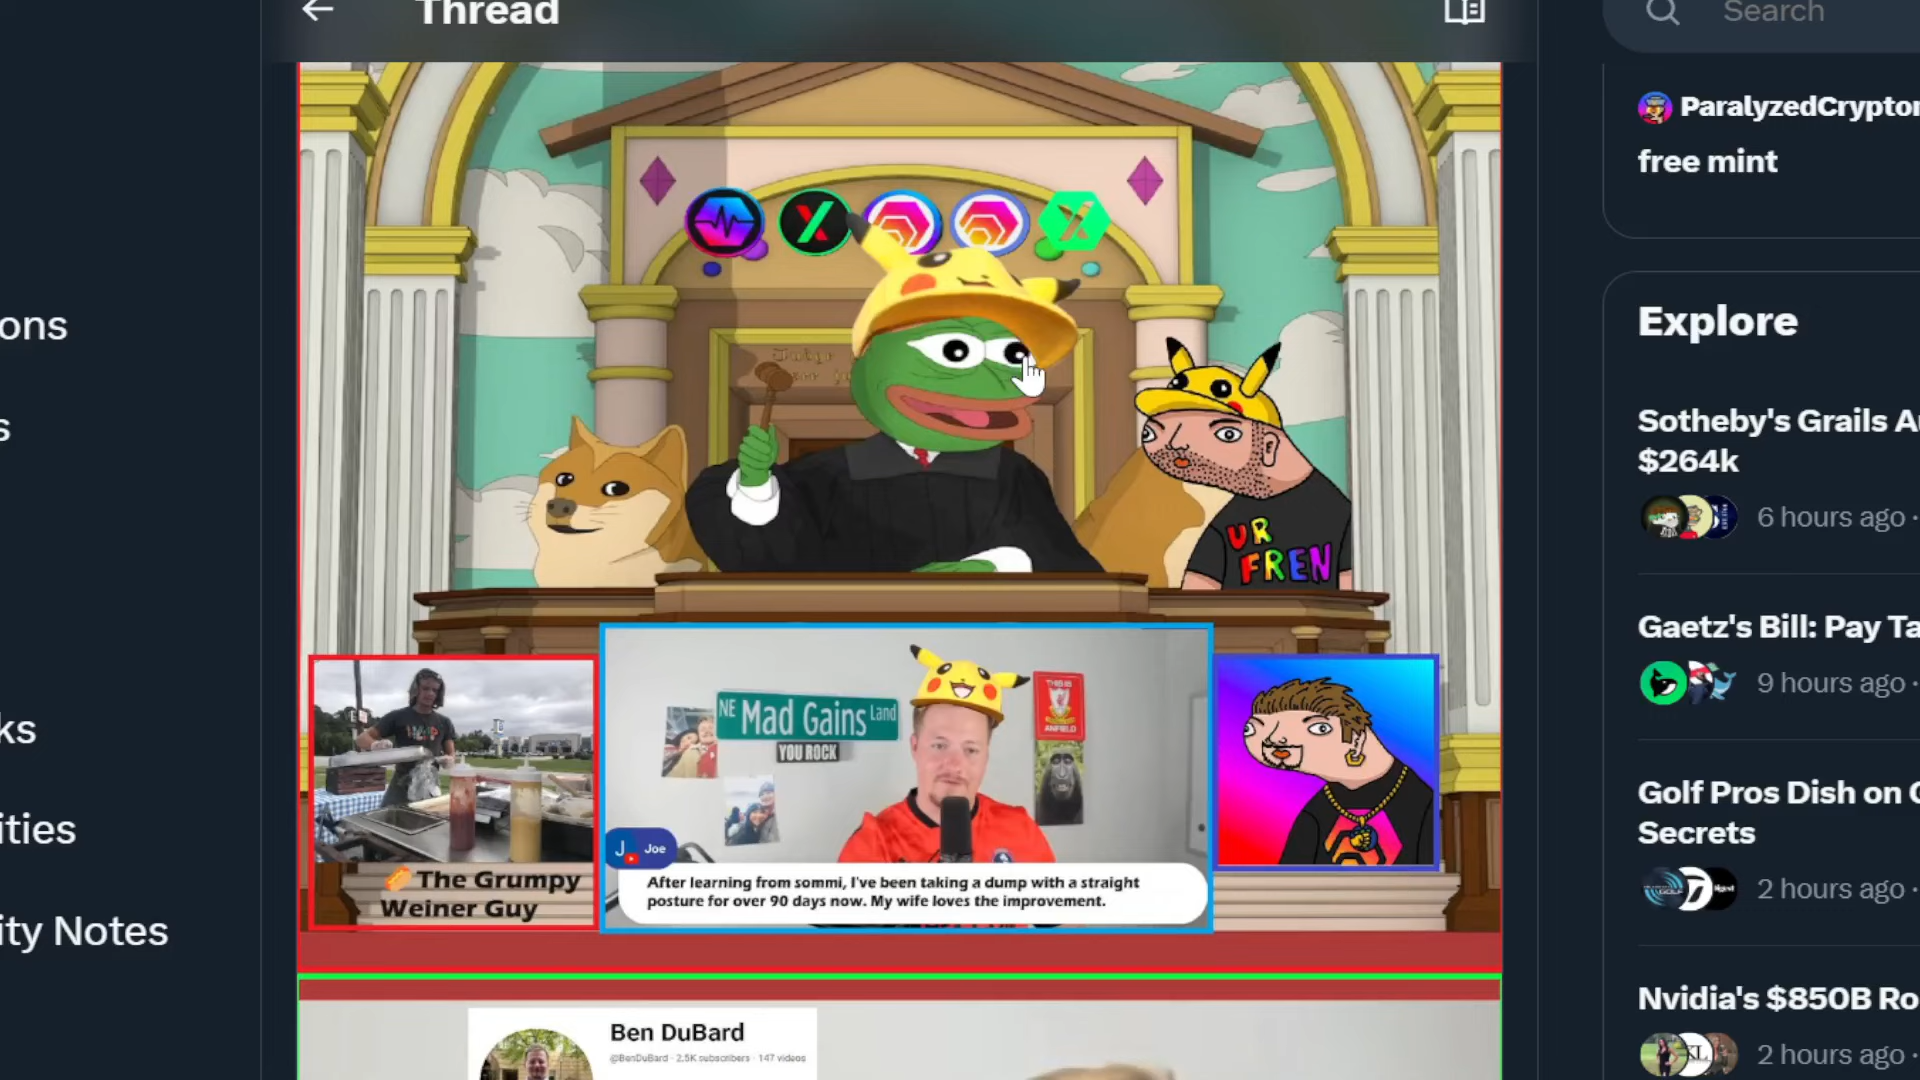 Thread
Search
ons
s
ks
ities
ity Notes
ParalyzedCrypto
free mint
Explore
Sotheby's Grails A
$264k
6 hours ago ·
Gaetz's Bill: Pay Ta
9 hours ago ·
Golf Pros Dish on
Secrets
2 hours ago ·
Nvidia's $850B Ro
2 hours ago ·
Judge
UR
FREN
NE Mad Gains Land
YOU ROCK
THIS IS
ANFIELD
J Joe
After learning from sommi, I've been taking a dump with a straight
posture for over 90 days now. My wife loves the improvement.
The Grumpy
Weiner Guy
Ben DuBard
@BenDuBard · 2.5K subscribers · 147 videos